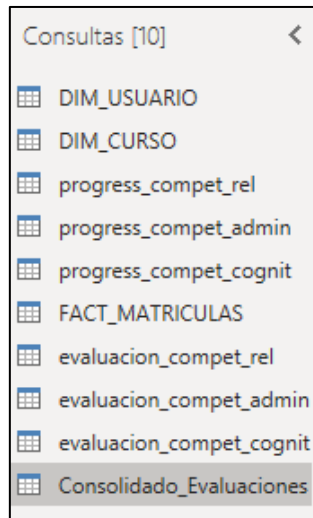 Consultas [10]
DIM_USUARIO
DIM_CURSO
progress_compet_rel
progress_compet_admin
progress_compet_cognit
FACT_MATRICULAS
evaluacion_compet_rel
evaluacion_compet_admin
evaluacion_compet_cognit
Consolidado_Evaluaciones